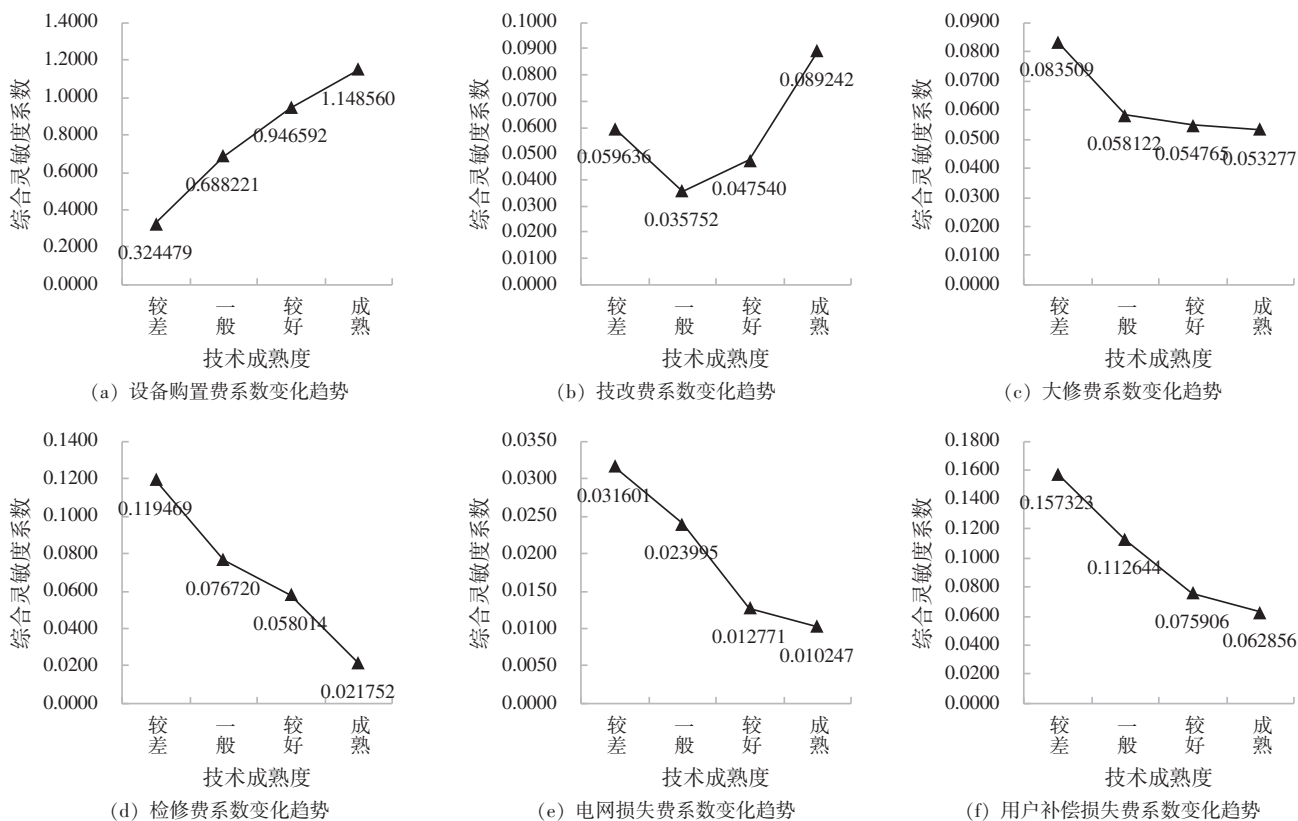 1.4000
1.2000
1.0000
0.8000
0.6000
0.4000
0.2000
0.0000
综合灵敏度系数
0.324479
0.688221
0.946592
1.148560
较差
一般
较好
成熟
技术成熟度
(a) 设备购置费系数变化趋势
0.1000
0.0900
0.0800
0.0700
0.0600
0.0500
0.0400
0.0300
0.0200
0.0100
0.0000
综合灵敏度系数
0.059636
0.035752
0.047540
0.089242
较差
一般
较好
成熟
技术成熟度
(b) 技改费系数变化趋势
0.0900
0.0800
0.0700
0.0600
0.0500
0.0400
0.0300
0.0200
0.0100
0.0000
综合灵敏度系数
0.083509
0.058122
0.054765
0.053277
较差
一般
较好
成熟
技术成熟度
(c) 大修费系数变化趋势
0.1400
0.1200
0.1000
0.0800
0.0600
0.0400
0.0200
0.0000
综合灵敏度系数
0.119469
0.076720
0.058014
0.021752
较差
一般
较好
成熟
技术成熟度
(d) 检修费系数变化趋势
0.0350
0.0300
0.0250
0.0200
0.0150
0.0100
0.0050
0.0000
综合灵敏度系数
0.031601
0.023995
0.012771
0.010247
较差
一般
较好
成熟
技术成熟度
(e) 电网损失费系数变化趋势
0.1800
0.1600
0.1400
0.1200
0.1000
0.0800
0.0600
0.0400
0.0200
0.0000
综合灵敏度系数
0.157323
0.112644
0.075906
0.062856
较差
一般
较好
成熟
技术成熟度
(f) 用户补偿损失费系数变化趋势